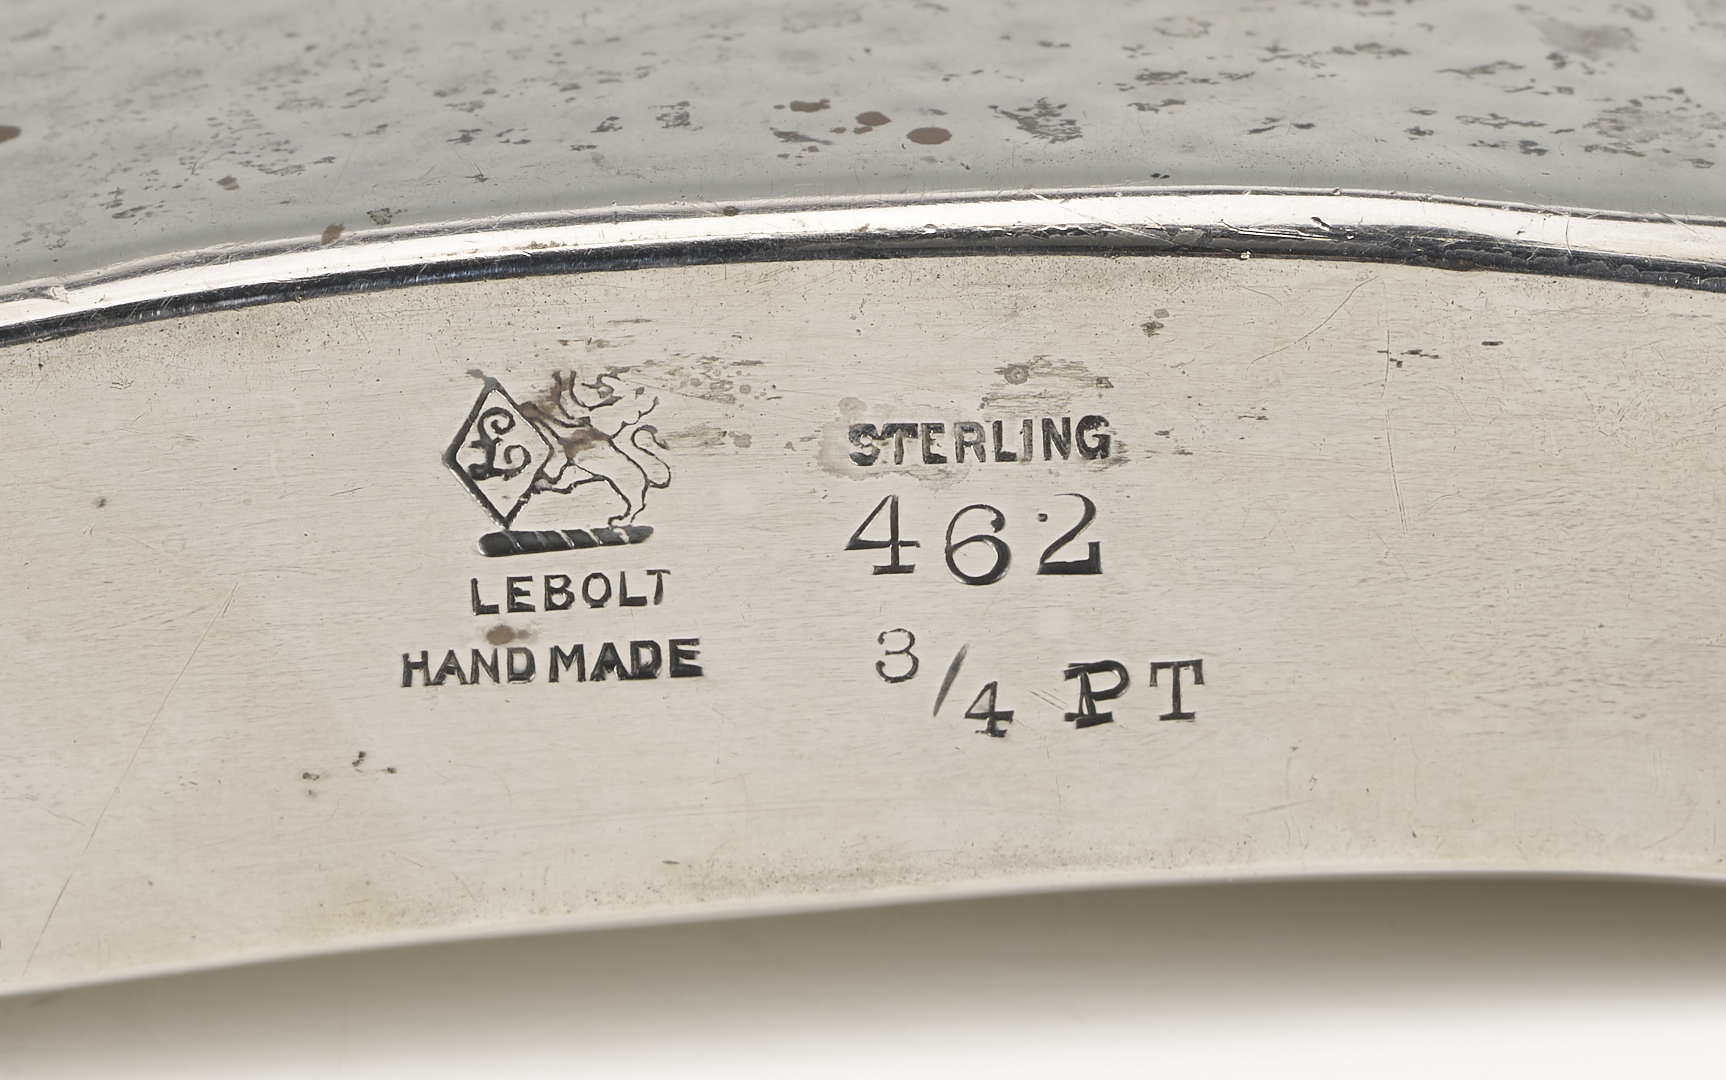 L
LEBOLT
HAND MADE
STERLING
462
3/4 PT